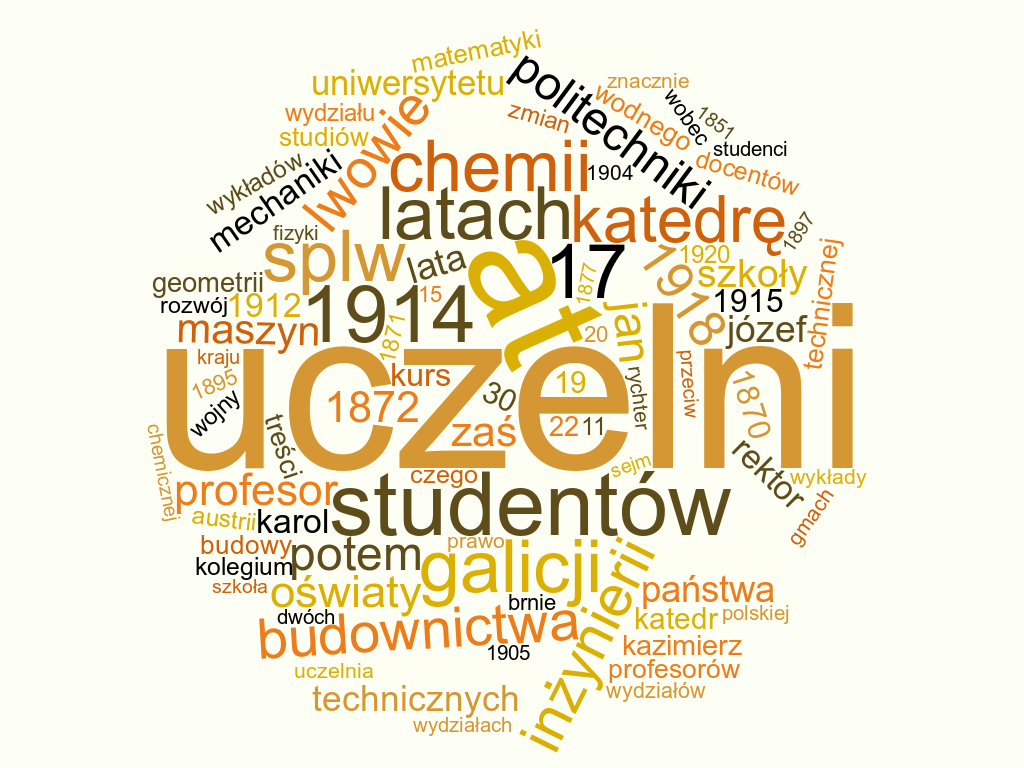 matematyki
uniwersytetu
politechniki
znacznie
wydziału
lwowie
zmian
wodnego
wobec
1851
studiów
studenci
wykładów
mechaniki
chemii
1904
docentów
latach
katedrę
fizyki
splw
lata
at
17
1897
1920
szkoły
technicznej
geometrii
15
1877
1918
rozwój
1912
1914
jan
1915
józef
maszyn
1871
20
kraju
uczelni
przeciw
1895
kurs
19
rychter
1870
wojny
1872
30
zaś
22
11
treści
chemicznej
rektor
czego
sejm
wykłady
profesor
studentów
gmach
austrii
karol
budowy
potem
prawo
kolegium
galicji
inżynierii
szkoła
oświaty
państwa
brnie
dwóch
budownictwa
katedr
polskiej
1905
kazimierz
uczelnia
profesorów
technicznych
wydziałów
wydziałach